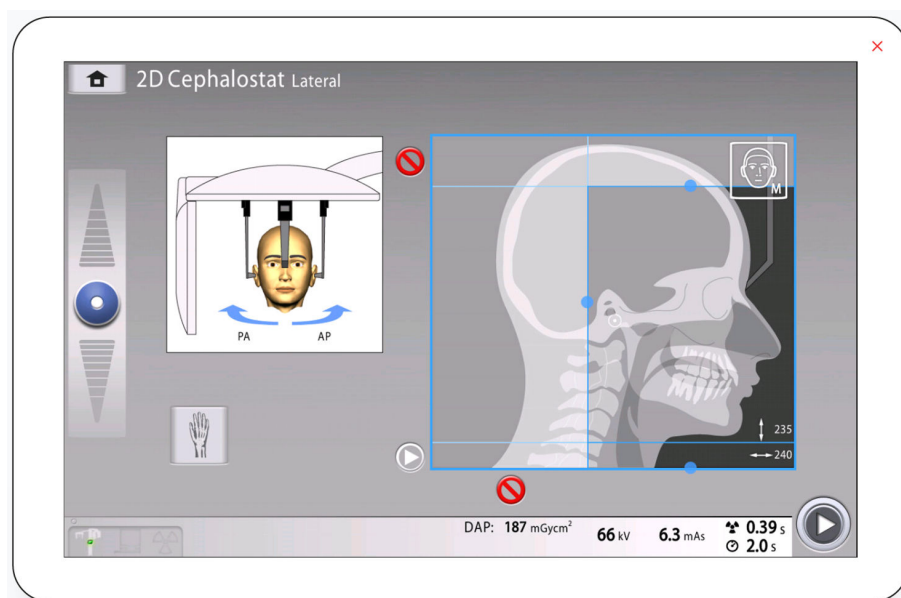 2D Cephalostat Lateral
M
PA AP
235
240
DAP: 187 mGycm²
66 kV
6.3 mAs
0.39 s
2.0 s